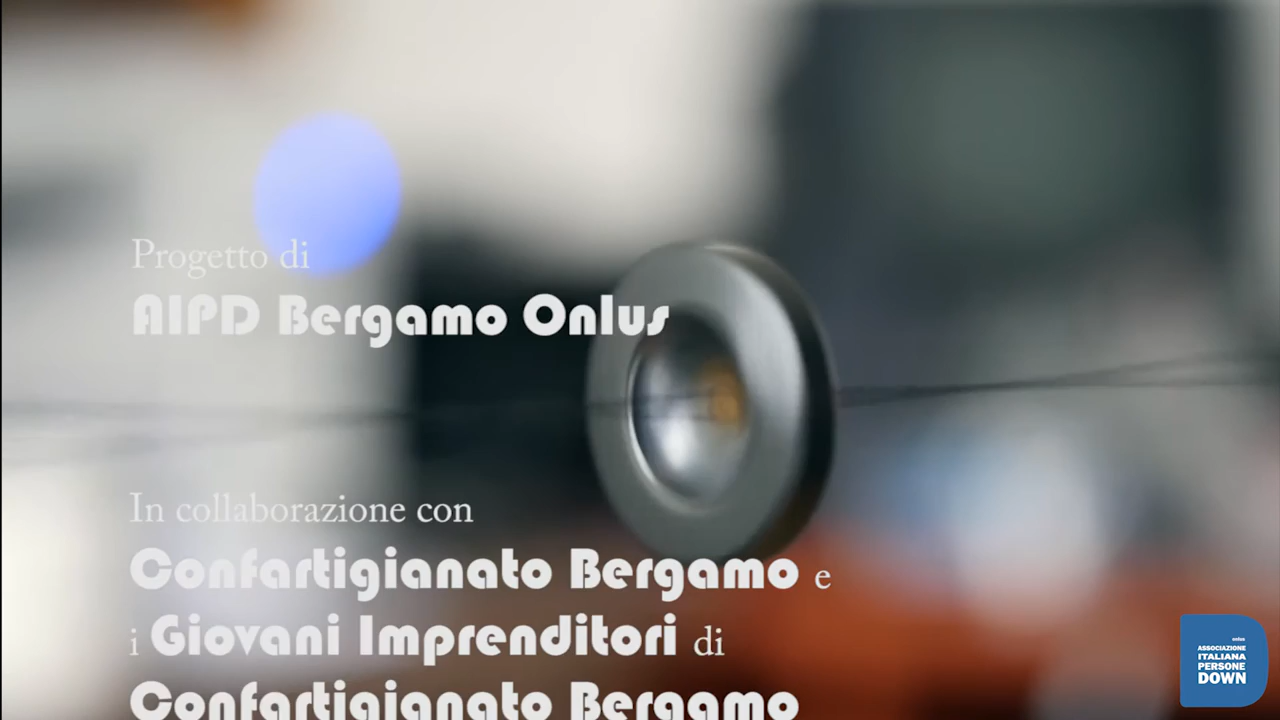 Progetto di
AIPD Bergamo Onlus
In collaborazione con
Confartigianato Bergamo e
i Giovani Imprenditori di
Confartigianato Bergamo
onlus
ASSOCIAZIONE
ITALIANA
PERSONE
DOWN